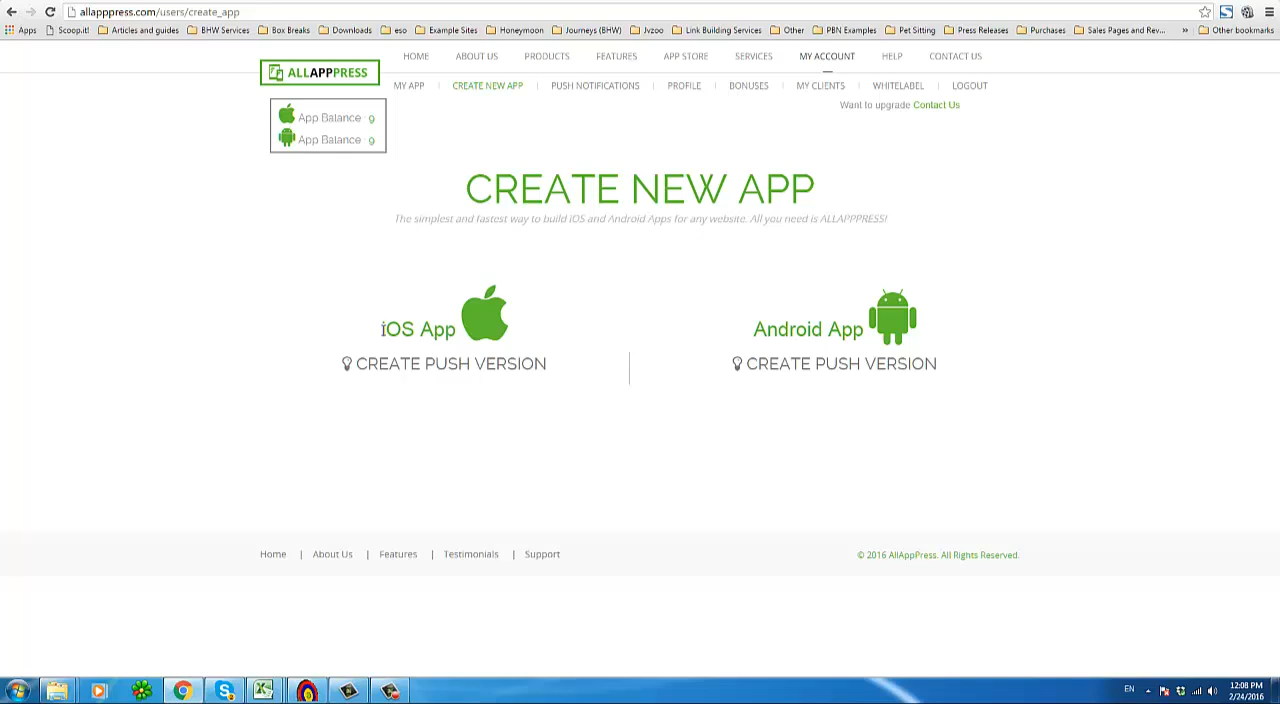 allapppress.com/users/create_app
Apps Scoop.it! Articles and guides BHW Services Box Breaks Downloads eso Example Sites Honeymoon Journeys (BHW) Jvzoo Link Building Services Other PBN Examples Pet Sitting Press Releases Purchases Sales Pages and Rev... » Other bookmarks
HOME ABOUT US PRODUCTS FEATURES APP STORE SERVICES MY ACCOUNT HELP CONTACT US
ALLAPPPRESS
MY APP CREATE NEW APP PUSH NOTIFICATIONS PROFILE BONUSES MY CLIENTS WHITELABEL LOGOUT
Want to upgrade Contact Us
App Balance 9
App Balance 9
CREATE NEW APP
The simplest and fastest way to build iOS and Android Apps for any website. All you need is ALLAPPPRESS!
iOS App
CREATE PUSH VERSION
Android App
CREATE PUSH VERSION
Home | About Us | Features | Testimonials | Support
© 2016 AllAppPress. All Rights Reserved.
EN
12:08 PM
2/24/2016